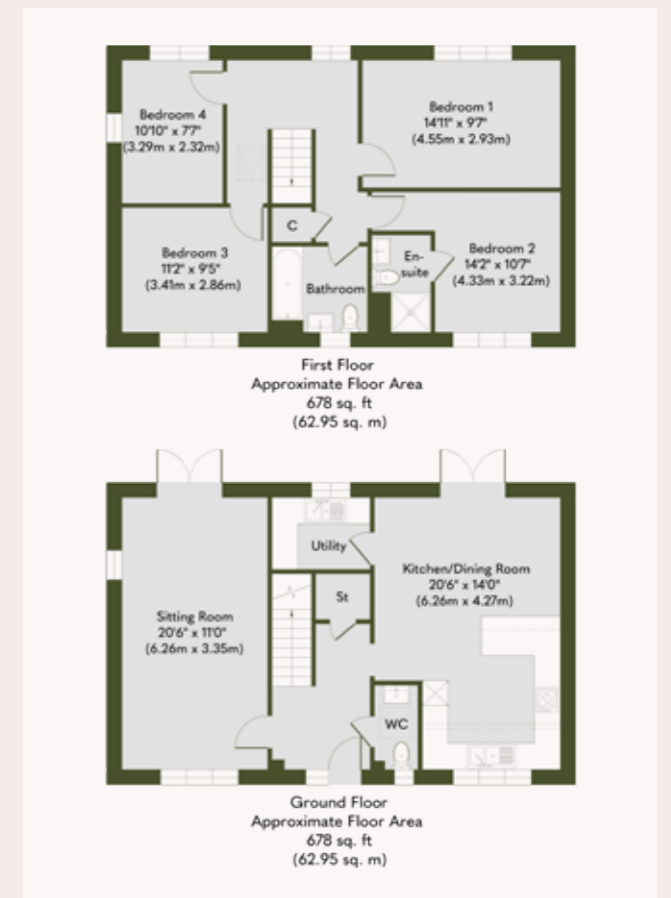 Bedroom 4
10'10" x 7'7"
(3.29m x 2.32m)
Bedroom 1
14'11" x 9'7"
(4.55m x 2.93m)
C
Bedroom 3
11'2" x 9'5"
(3.41m x 2.86m)
Bathroom
En-
suite
Bedroom 2
14'2" x 10'7"
(4.33m x 3.22m)
First Floor
Approximate Floor Area
678 sq. ft
(62.95 sq. m)
Utility
Kitchen/Dining Room
20'6" x 14'0"
(6.26m x 4.27m)
St
Sitting Room
20'6" x 11'0"
(6.26m x 3.35m)
WC
Ground Floor
Approximate Floor Area
678 sq. ft
(62.95 sq. m)